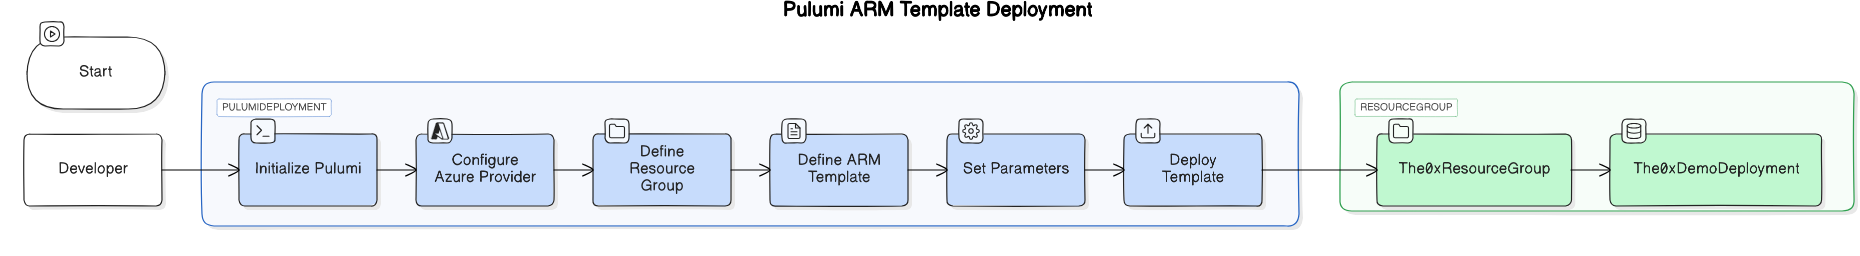 Pulumi ARM Template Deployment
Start
PULUMIDEPLOYMENT
RESOURCEGROUP
Developer
Initialize Pulumi
Configure
Azure Provider
Define
Resource
Group
Define ARM
Template
Set Parameters
Deploy
Template
The0xResourceGroup
The0xDemoDeployment